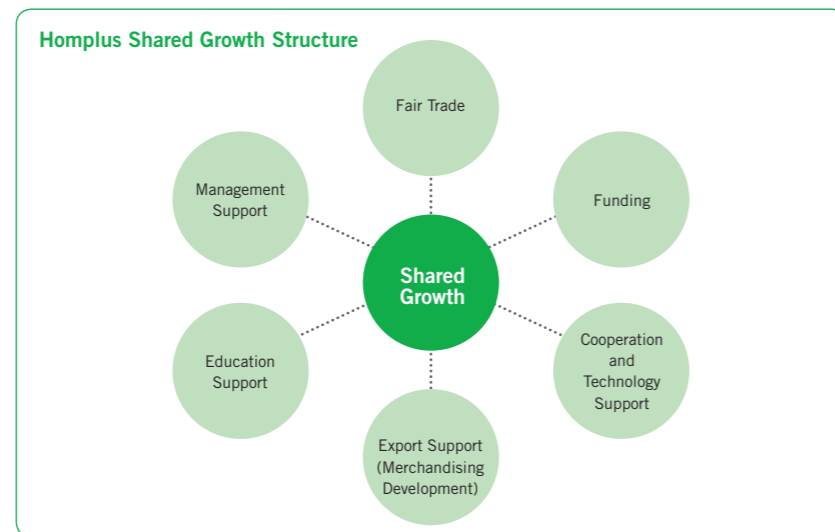 Homplus Shared Growth Structure
Fair Trade
Management
Support
Funding
Shared
Growth
Education
Support
Cooperation
and
Technology
Support
Export Support
(Merchandising
Development)